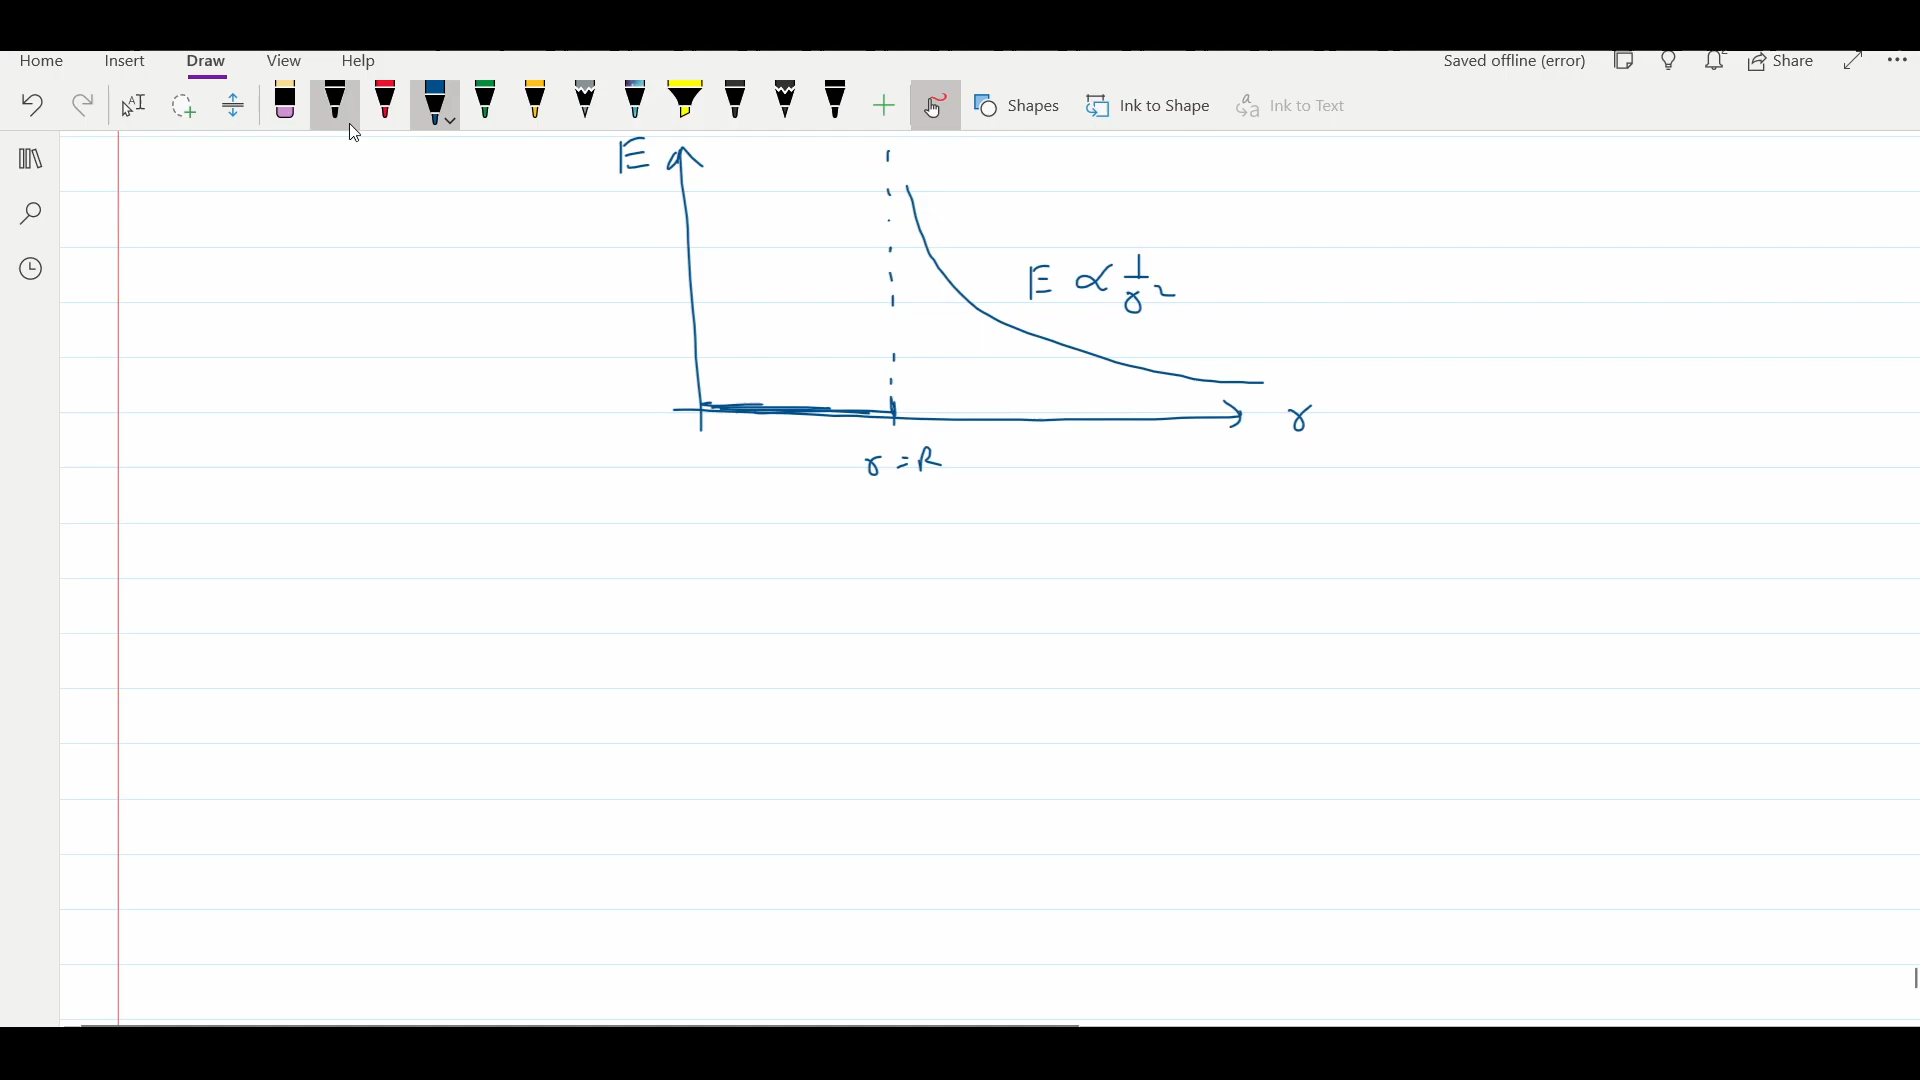 Home Insert Draw View Help Saved offline (error) Share
Shapes Ink to Shape Ink to Text
E
E ∝ 1/r²
r
r = R